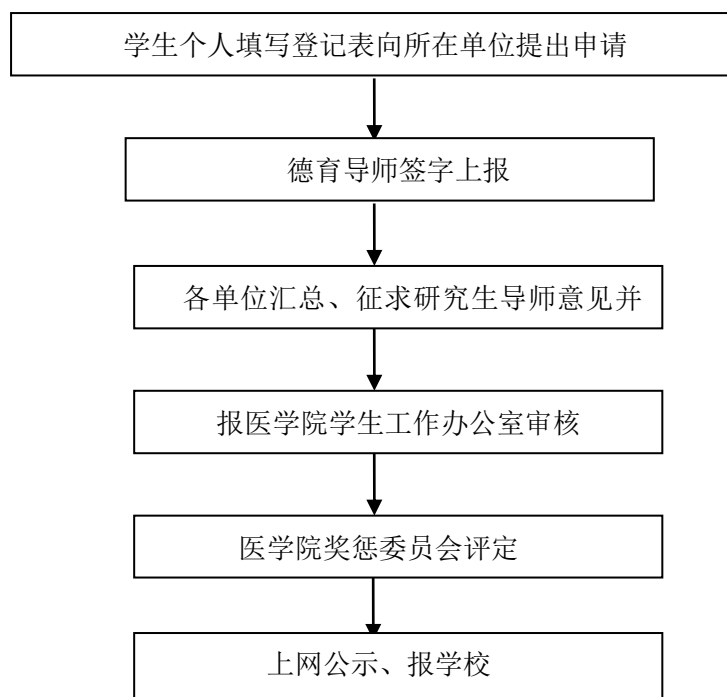 学生个人填写登记表向所在单位提出申请
德育导师签字上报
各单位汇总、征求研究生导师意见并
报医学院学生工作办公室审核
医学院奖惩委员会评定
上网公示、报学校